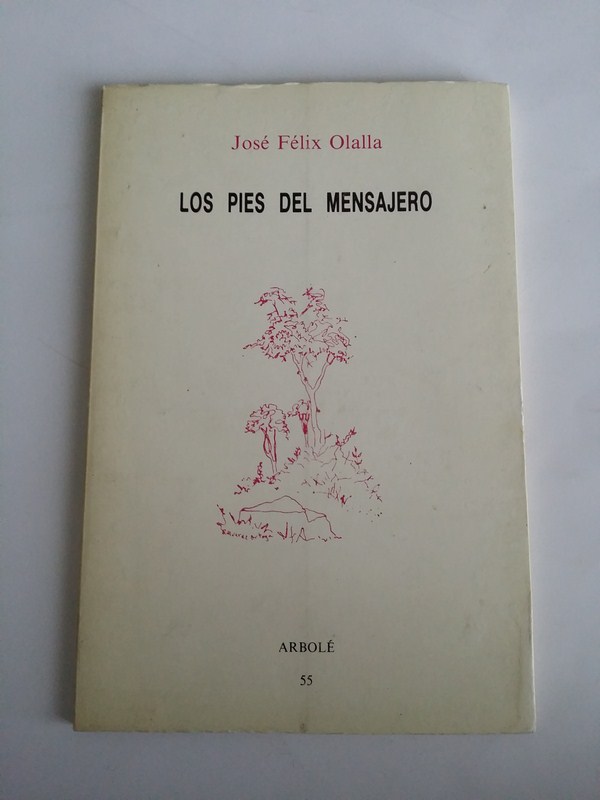 José Félix Olalla
LOS PIES DEL MENSAJERO
ARBOLÉ
55